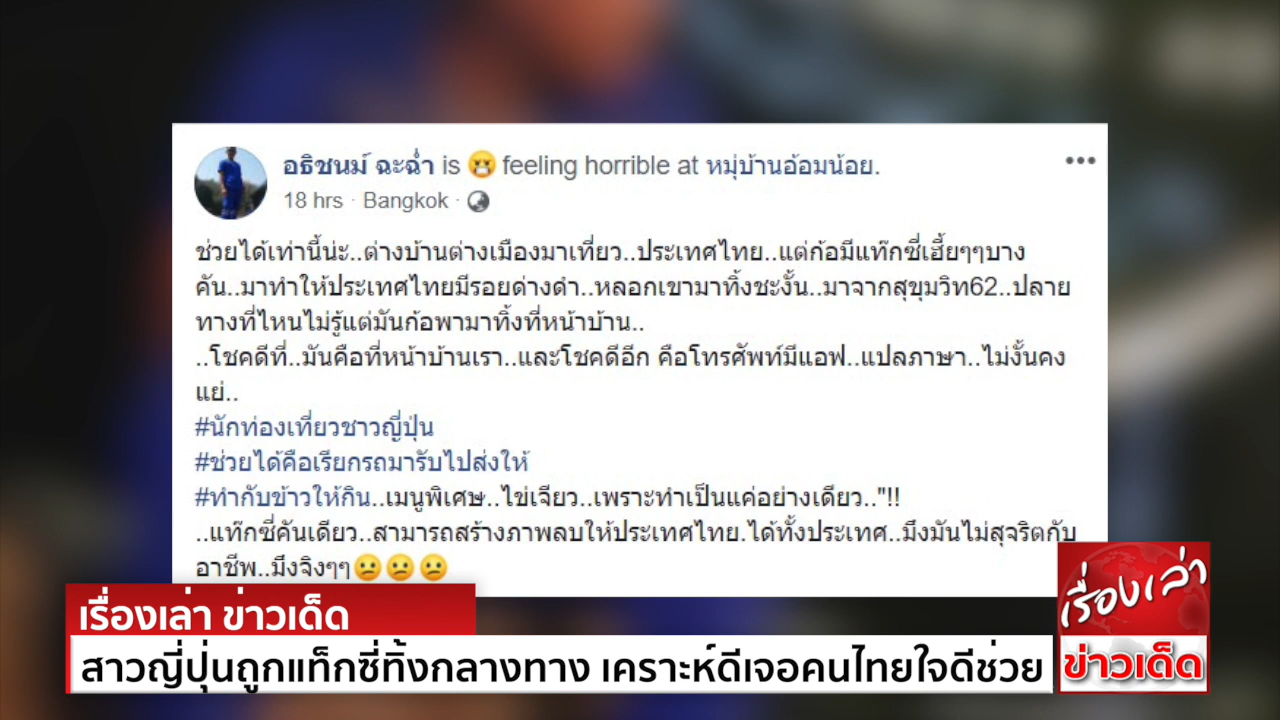 อธิชนม์ ฉะฉ่ำ is feeling horrible at หมู่บ้านอ้อมน้อย.
18 hrs · Bangkok ·
ช่วยได้เท่านี้น่ะ..ต่างบ้านต่างเมืองมาเที่ยว..ประเทศไทย..แต่ก้อมีแท๊กซี่เฮี้ยๆๆบาง
คัน..มาทำให้ประเทศไทยมีรอยด่างดำ..หลอกเขามาทิ้งชะงั้น..มาจากสุขุมวิท62..ปลาย
ทางที่ไหนไม่รู้แต่มันก้อพามาทิ้งที่หน้าบ้าน..
..โชคดีที่..มันคือที่หน้าบ้านเรา..และโชคดีอีก คือโทรศัพท์มีแอฟ..แปลภาษา..ไม่งั้นคง
แย่..
#นักท่องเที่ยวชาวญี่ปุ่น
#ช่วยได้คือเรียกรถมารับไปส่งให้
#ทำกับข้าวให้กิน..เมนูพิเศษ..ไข่เจียว..เพราะทำเป็นแค่อย่างเดียว.."!!
..แท๊กซี่คันเดียว..สามารถสร้างภาพลบให้ประเทศไทย.ได้ทั้งประเทศ..มึงมันไม่สุจริตกับ
อาชีพ..มึงจิงๆๆ😕😕😕
เรื่องเล่า ข่าวเด็ด
สาวญี่ปุ่นถูกแท็กซี่ทิ้งกลางทาง เคราะห์ดีเจอคนไทยใจดีช่วย
เรื่องเล่า
ข่าวเด็ด